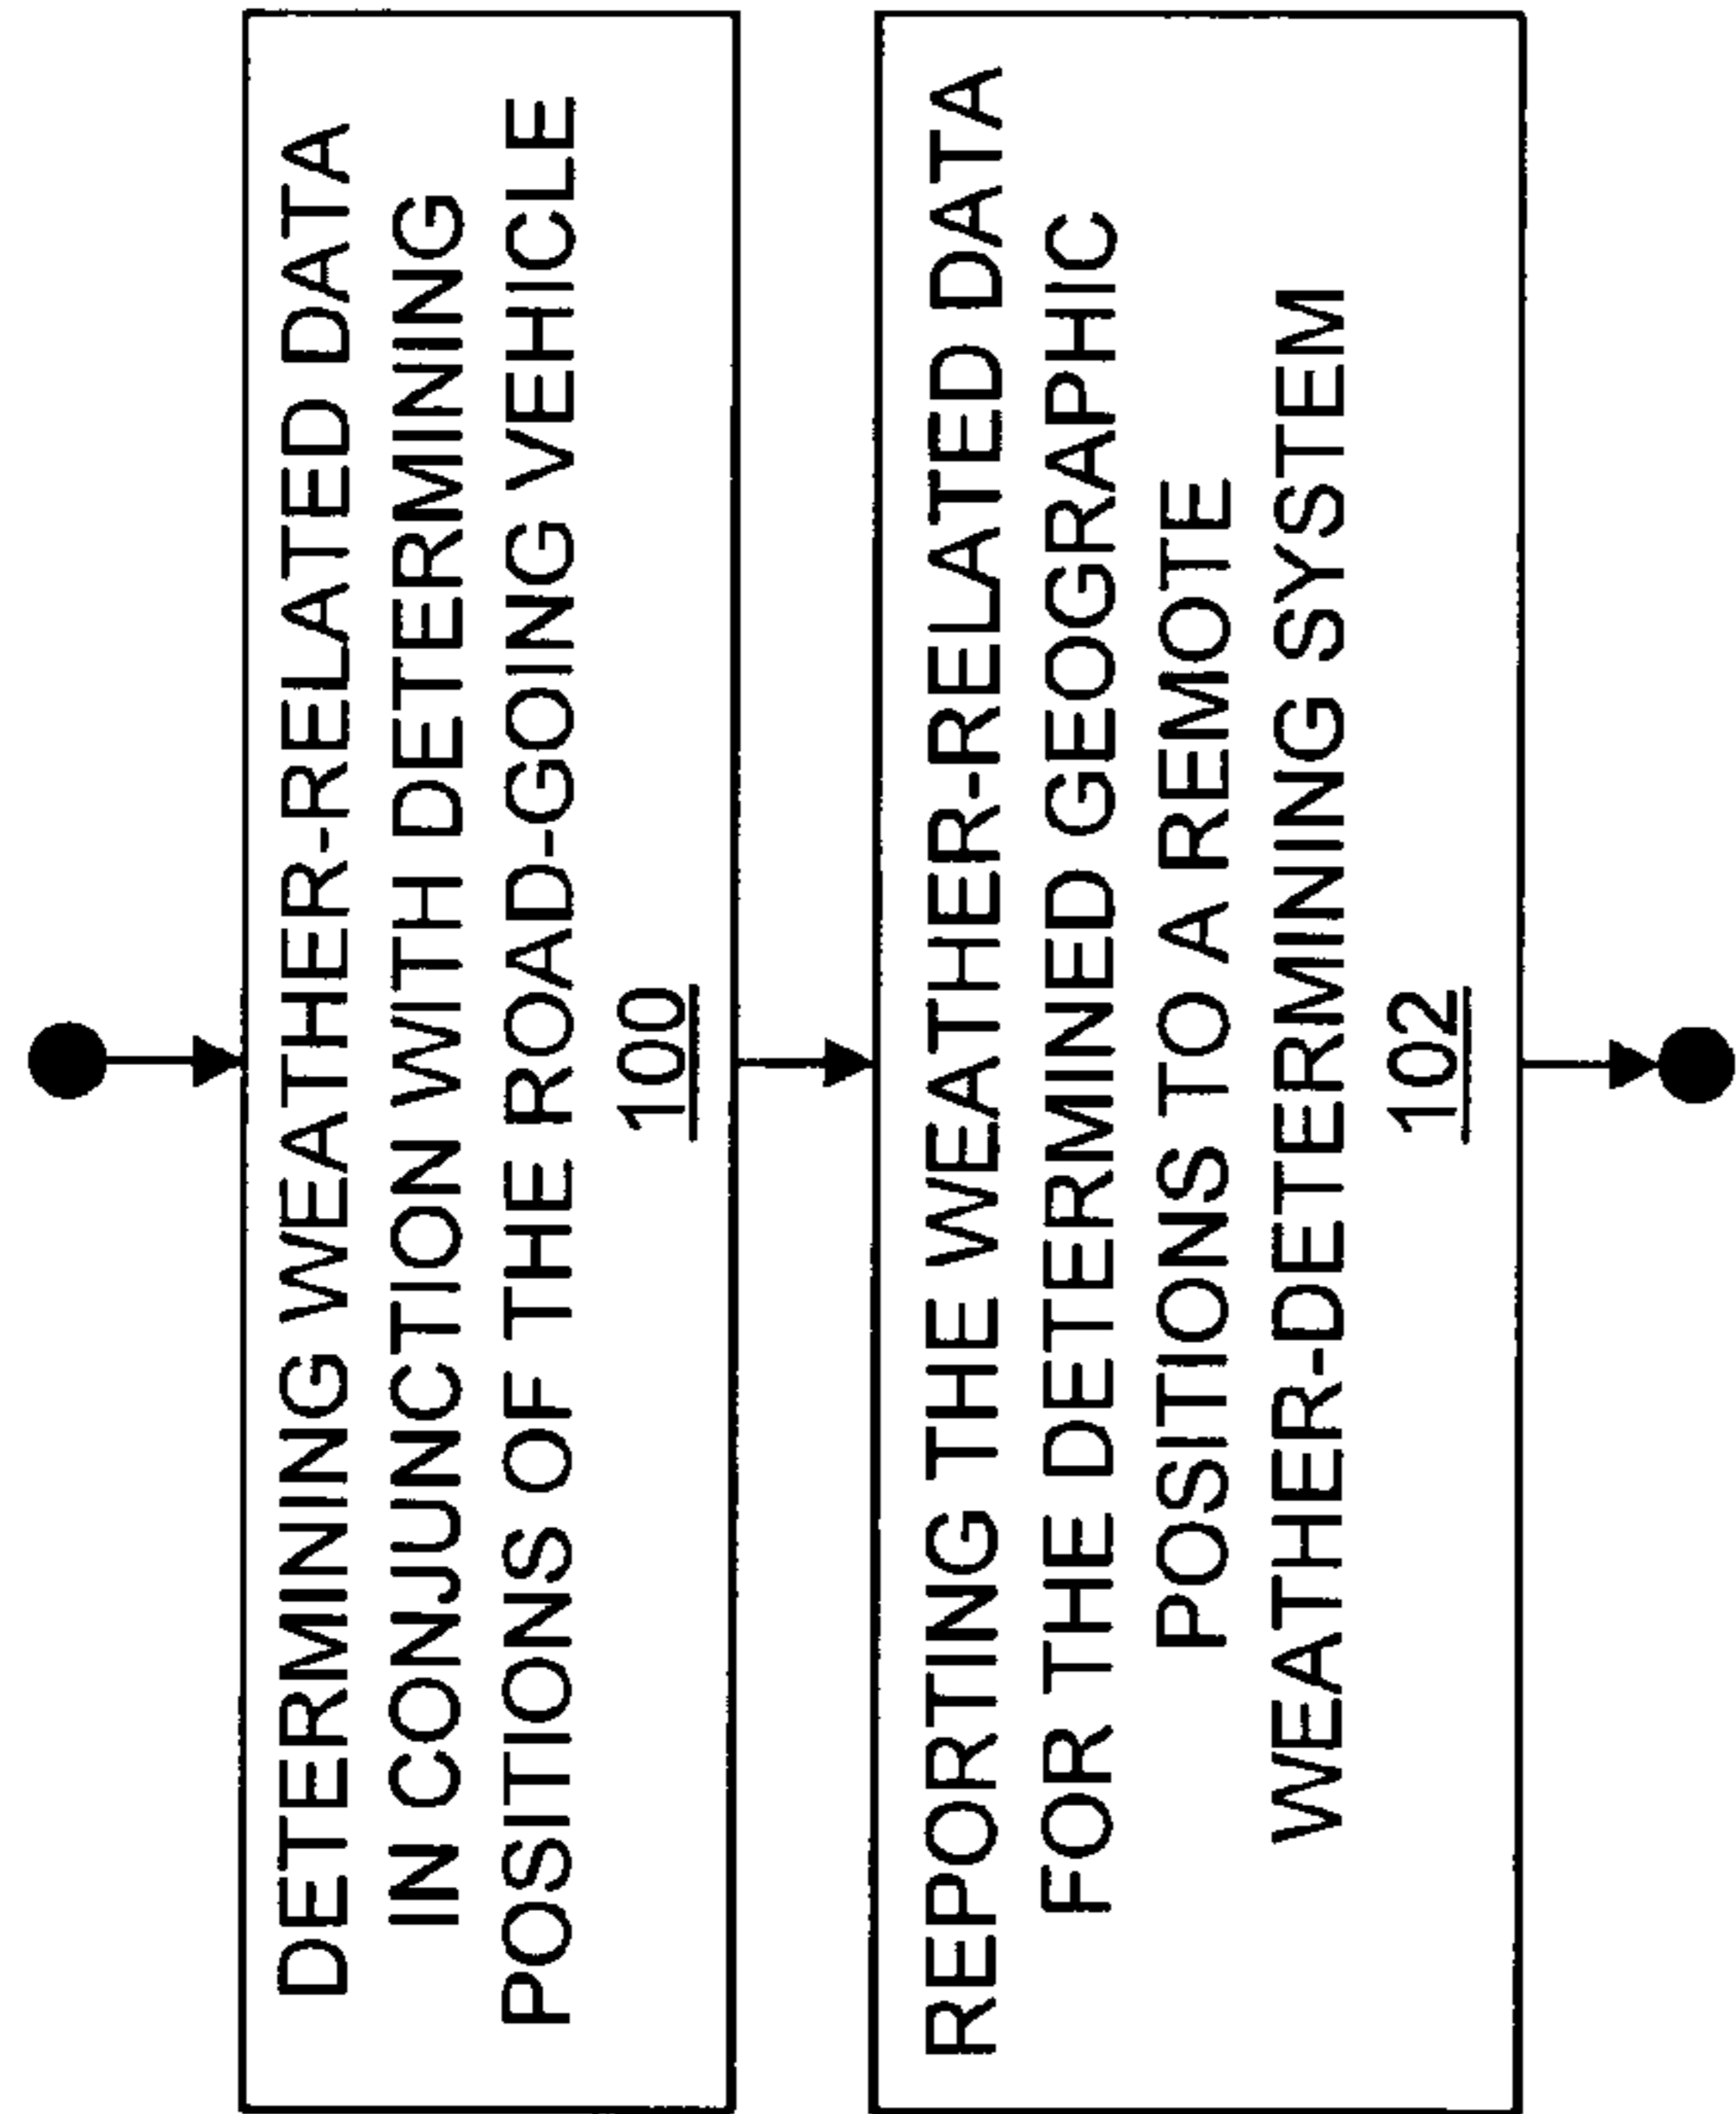 DETERMINING WEATHER-RELATED DATA
IN CONJUNCTION WITH DETERMINING
POSITIONS OF THE ROAD-GOING VEHICLE
100
REPORTING THE WEATHER-RELATED DATA
FOR THE DETERMINED GEOGRAPHIC
POSITIONS TO A REMOTE
WEATHER-DETERMINING SYSTEM
102